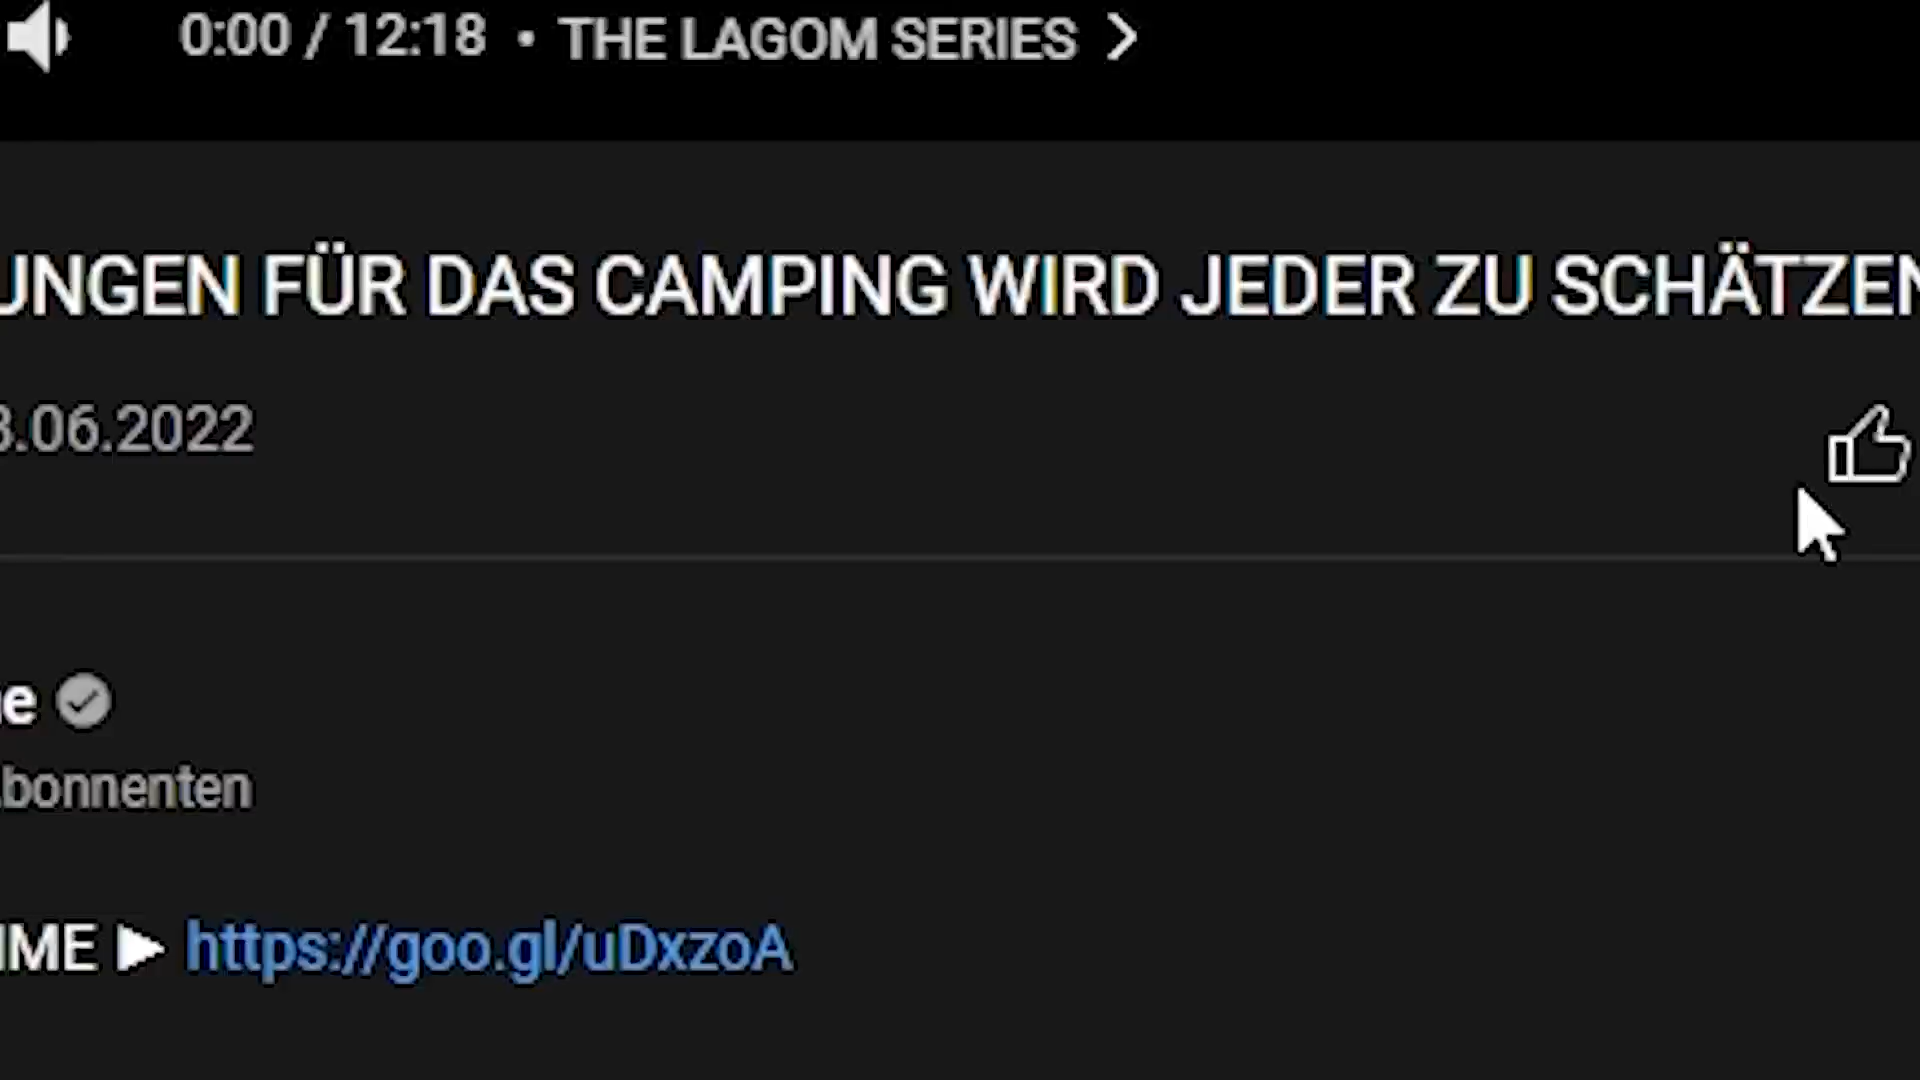 0:00 / 12:18 • THE LAGOM SERIES
UNGEN FÜR DAS CAMPING WIRD JEDER ZU SCHÄTZEN
3.06.2022
e
bonnenten
IME ► https://goo.gl/uDxzoA